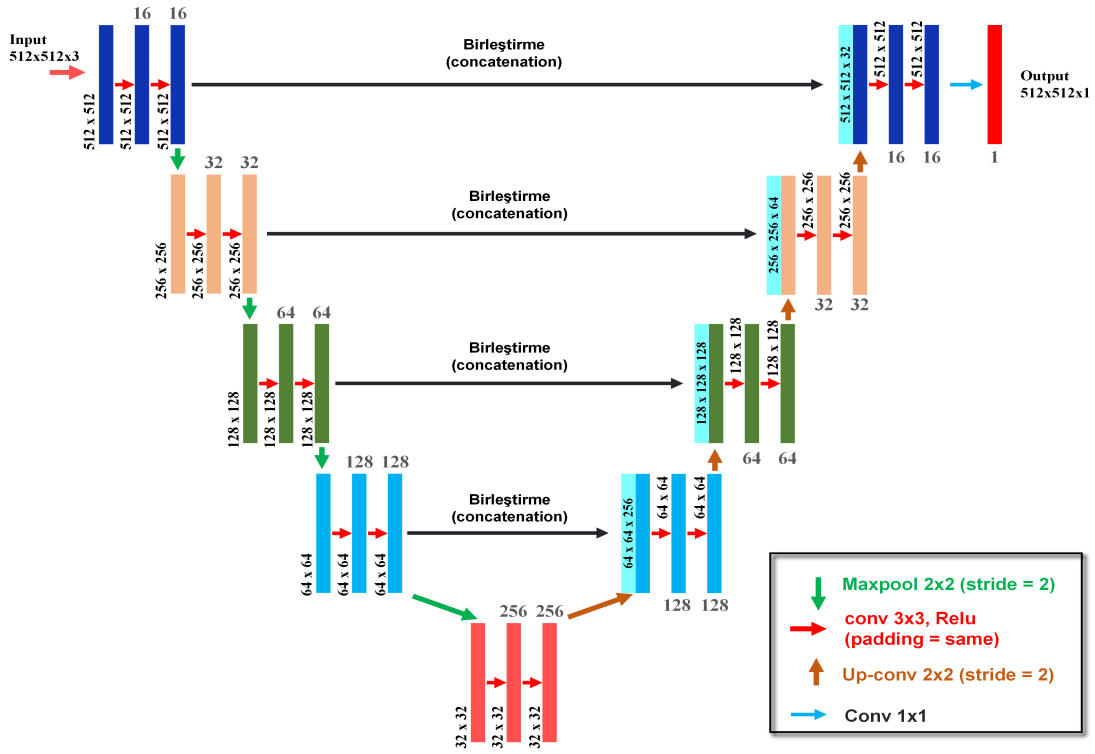 Input
512x512x3
16
16
512 x 512
512 x 512
512 x 512
Birleştirme
(concatenation)
512 x 512 x 32
512 x 512
512 x 512
16
16
1
Output
512x512x1
32
32
256 x 256
256 x 256
256 x 256
Birleştirme
(concatenation)
256 x 256 x 64
256 x 256
256 x 256
32
32
64
64
128 x 128
128 x 128
128 x 128
Birleştirme
(concatenation)
128 x 128 x 128
128 x 128
128 x 128
64
64
128
128
64 x 64
64 x 64
64 x 64
Birleştirme
(concatenation)
64 x 64 x 256
64 x 64
64 x 64
128
128
256
256
32 x 32
32 x 32
32 x 32
Maxpool 2x2 (stride = 2)
conv 3x3, Relu
(padding = same)
Up-conv 2x2 (stride = 2)
Conv 1x1